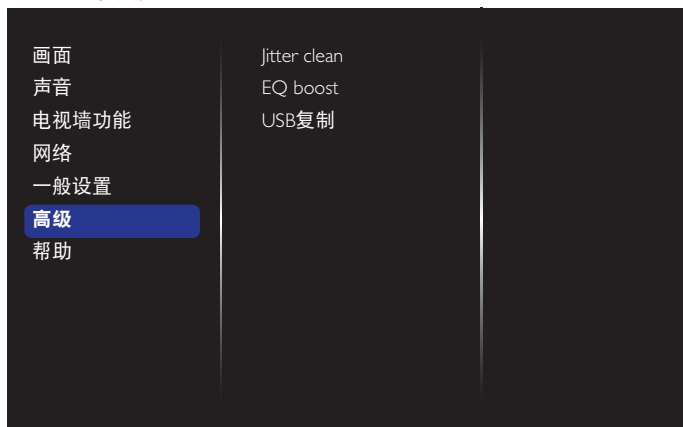 画面
声音
电视墙功能
网络
一般设置
高级
帮助
Jitter clean
EQ boost
USB复制